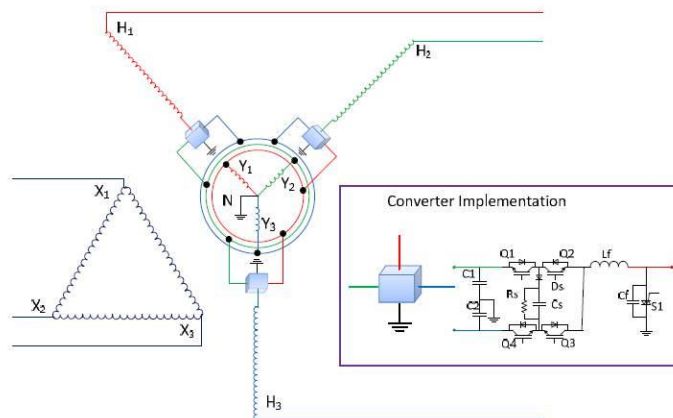 H1
H2
Y1
Y2
N
Y3
X1
X2
X3
H3
Converter Implementation
Q1
Q2
Lf
C1
Ds
Rs
Cs
C2
Cf
S1
Q4
Q3